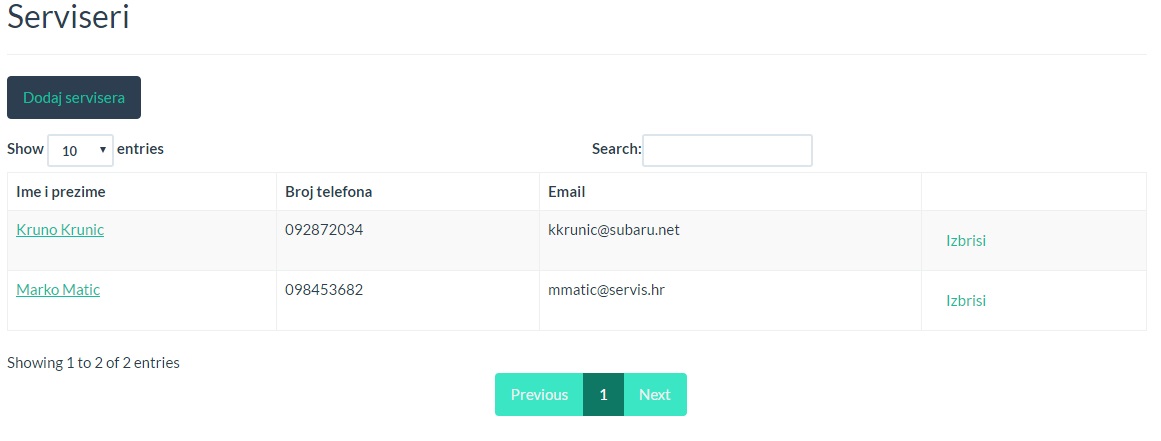 Serviseri
Dodaj servisera
Show 10 entries Search:
Ime i prezime Broj telefona Email
Kruno Krunic 092872034 kkrunic@subaru.net Izbrisi
Marko Matic 098453682 mmatic@servis.hr Izbrisi
Showing 1 to 2 of 2 entries
Previous 1 Next